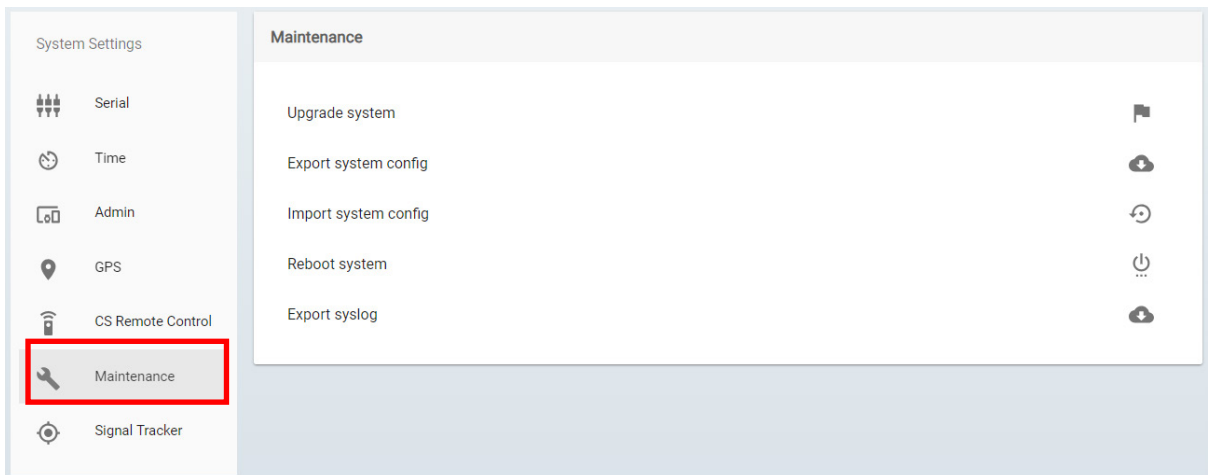 System Settings
Serial
Time
Admin
GPS
CS Remote Control
Maintenance
Signal Tracker
Maintenance
Upgrade system
Export system config
Import system config
Reboot system
Export syslog